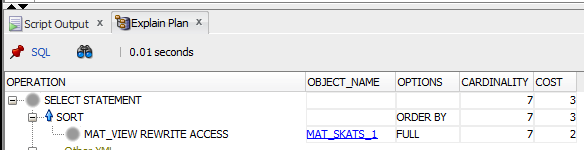 Script Output x Explain Plan x
SQL 0.01 seconds
OPERATION OBJECT_NAME OPTIONS CARDINALITY COST
SELECT STATEMENT 7 3
SORT ORDER BY 7 3
MAT_VIEW REWRITE ACCESS MAT_SKATS_1 FULL 7 2
Other XML